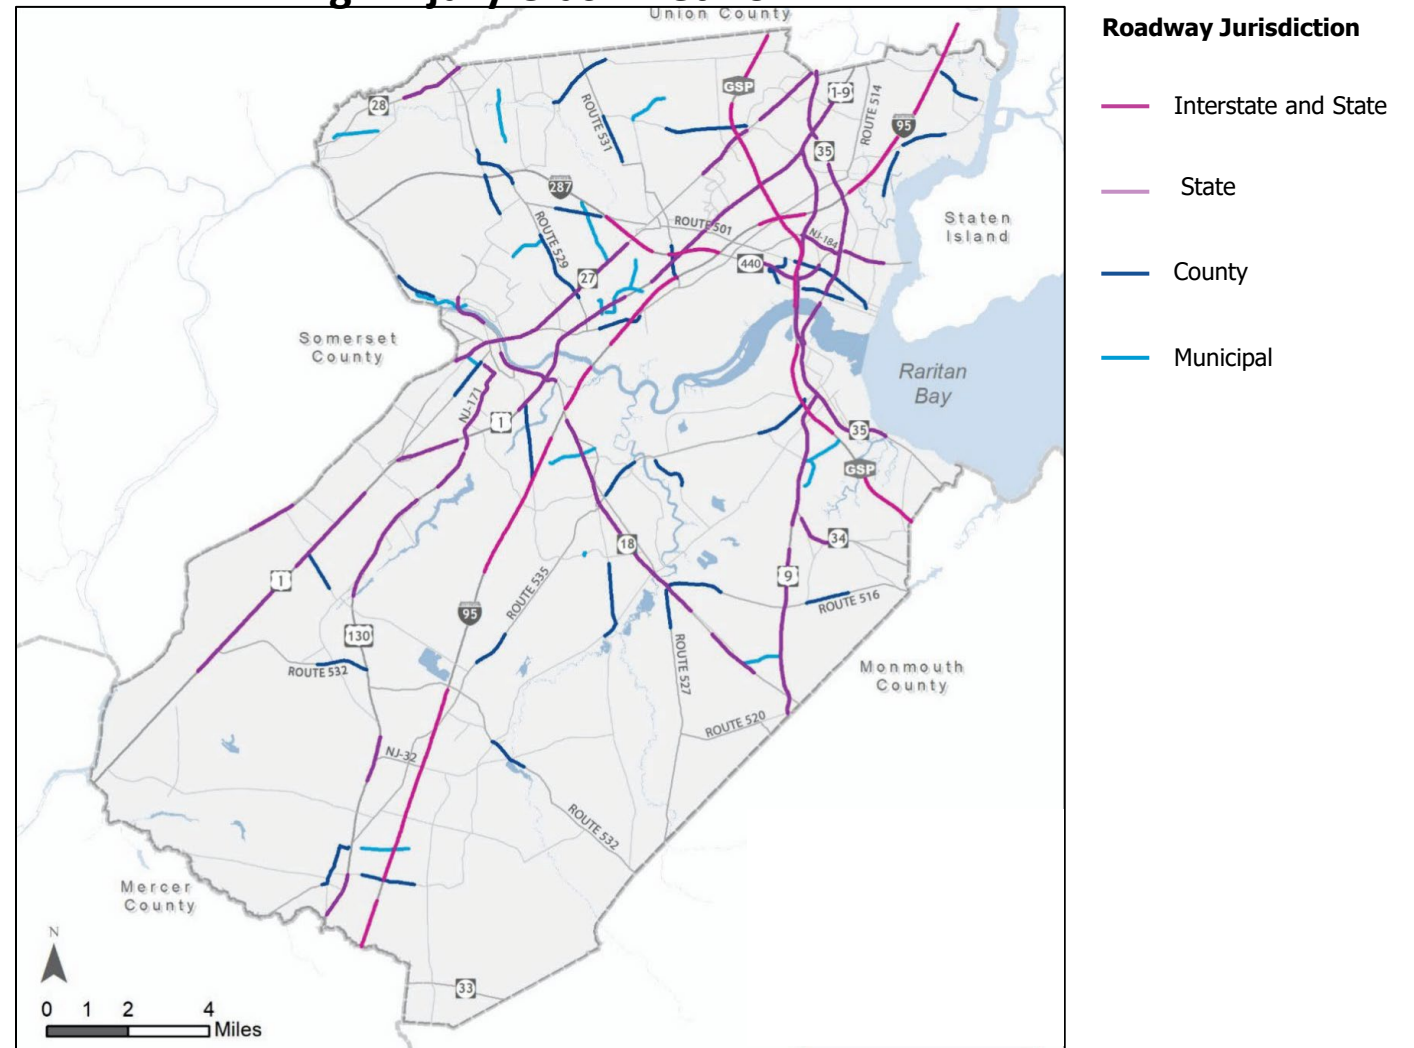 Union County
Roadway Jurisdiction
Interstate and State
State
County
Municipal
GSP
1-9
ROUTE 514
28
ROUTE 531
95
35
287
Staten
Island
ROUTE 501
NJ-184
ROUTE 529
440
27
Somerset
County
Raritan
Bay
NJ-171
1
35
GSP
18
34
1
9
ROUTE 535
95
ROUTE 516
130
ROUTE 532
ROUTE 527
Monmouth
County
ROUTE 520
NJ-32
ROUTE 532
Mercer
County
N
33
0 1 2 4
Miles